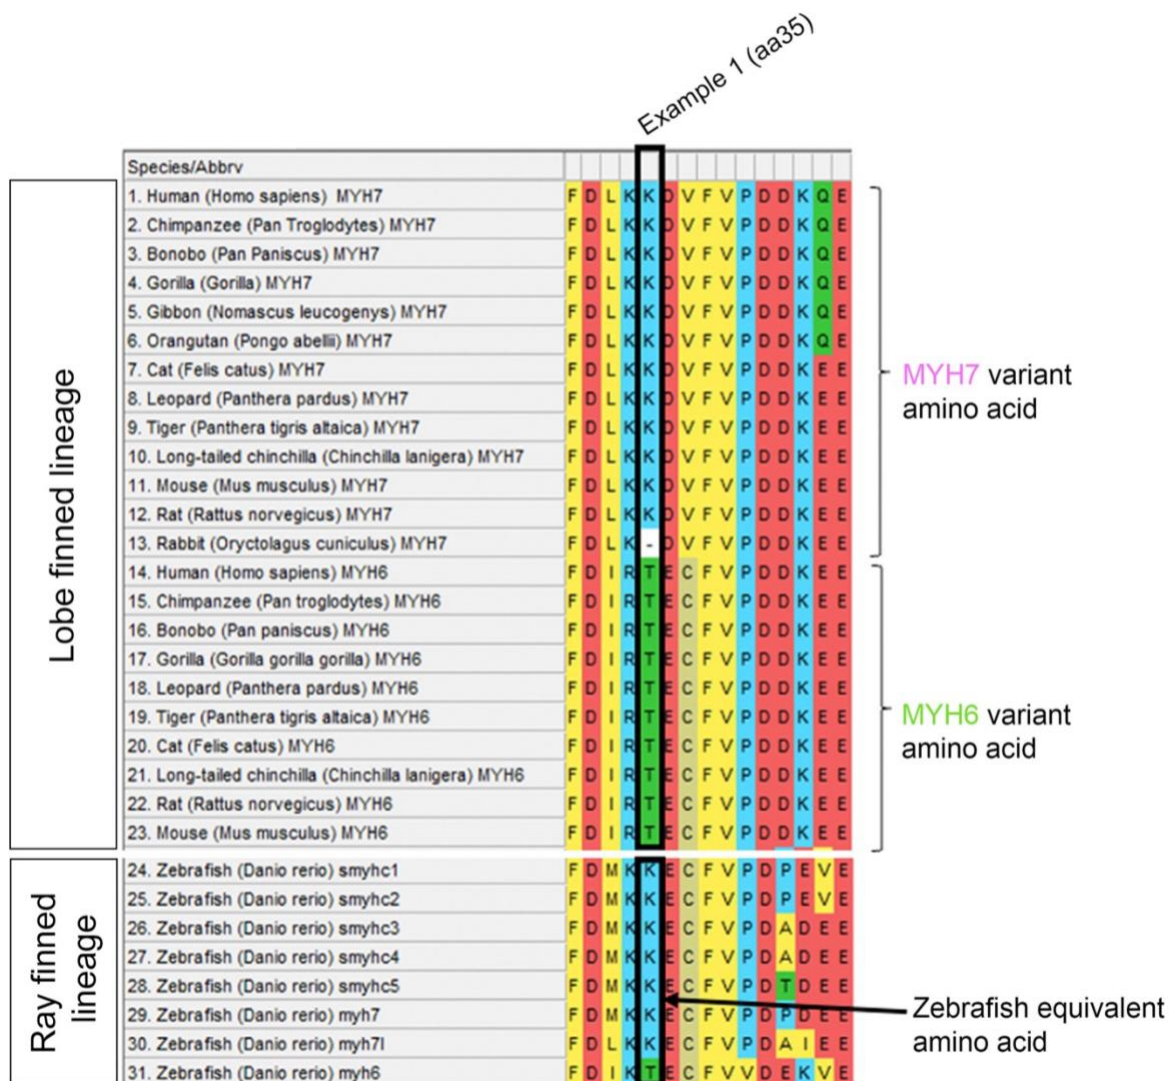 Example 1 (aa35)
Species/Abbrv
Lobe finned lineage
1. Human (Homo sapiens) MYH7 F D L K K D V F V P D D K Q E
2. Chimpanzee (Pan Troglodytes) MYH7 F D L K K D V F V P D D K Q E
3. Bonobo (Pan Paniscus) MYH7 F D L K K D V F V P D D K Q E
4. Gorilla (Gorilla) MYH7 F D L K K D V F V P D D K Q E
5. Gibbon (Nomascus leucogenys) MYH7 F D L K K D V F V P D D K Q E
6. Orangutan (Pongo abellii) MYH7 F D L K K D V F V P D D K Q E
7. Cat (Felis catus) MYH7 F D L K K D V F V P D D K E E
8. Leopard (Panthera pardus) MYH7 F D L K K D V F V P D D K E E
9. Tiger (Panthera tigris altaica) MYH7 F D L K K D V F V P D D K E E
10. Long-tailed chinchilla (Chinchilla lanigera) MYH7 F D L K K D V F V P D D K E E
11. Mouse (Mus musculus) MYH7 F D L K K D V F V P D D K E E
12. Rat (Rattus norvegicus) MYH7 F D L K K D V F V P D D K E E
13. Rabbit (Oryctolagus cuniculus) MYH7 F D L K - D V F V P D D K E E
MYH7 variant
amino acid
14. Human (Homo sapiens) MYH6 F D I R T E C F V P D D K E E
15. Chimpanzee (Pan troglodytes) MYH6 F D I R T E C F V P D D K E E
16. Bonobo (Pan paniscus) MYH6 F D I R T E C F V P D D K E E
17. Gorilla (Gorilla gorilla gorilla) MYH6 F D I R T E C F V P D D K E E
18. Leopard (Panthera pardus) MYH6 F D I R T E C F V P D D K E E
19. Tiger (Panthera tigris altaica) MYH6 F D I R T E C F V P D D K E E
20. Cat (Felis catus) MYH6 F D I R T E C F V P D D K E E
21. Long-tailed chinchilla (Chinchilla lanigera) MYH6 F D I R T E C F V P D D K E E
22. Rat (Rattus norvegicus) MYH6 F D I R T E C F V P D D K E E
23. Mouse (Mus musculus) MYH6 F D I R T E C F V P D D K E E
MYH6 variant
amino acid
Ray finned
lineage
24. Zebrafish (Danio rerio) smyhc1 F D M K K E C F V P D P E V E
25. Zebrafish (Danio rerio) smyhc2 F D M K K E C F V P D P E V E
26. Zebrafish (Danio rerio) smyhc3 F D M K K E C F V P D A D E E
27. Zebrafish (Danio rerio) smyhc4 F D M K K E C F V P D A D E E
28. Zebrafish (Danio rerio) smyhc5 F D M K K E C F V P D T D E E
29. Zebrafish (Danio rerio) myh7 F D M K K E C F V P D P D E E
30. Zebrafish (Danio rerio) myh7l F D L K K E C F V P D A I E E
31. Zebrafish (Danio rerio) myh6 F D I K T E C F V V D E K V E
Zebrafish equivalent
amino acid